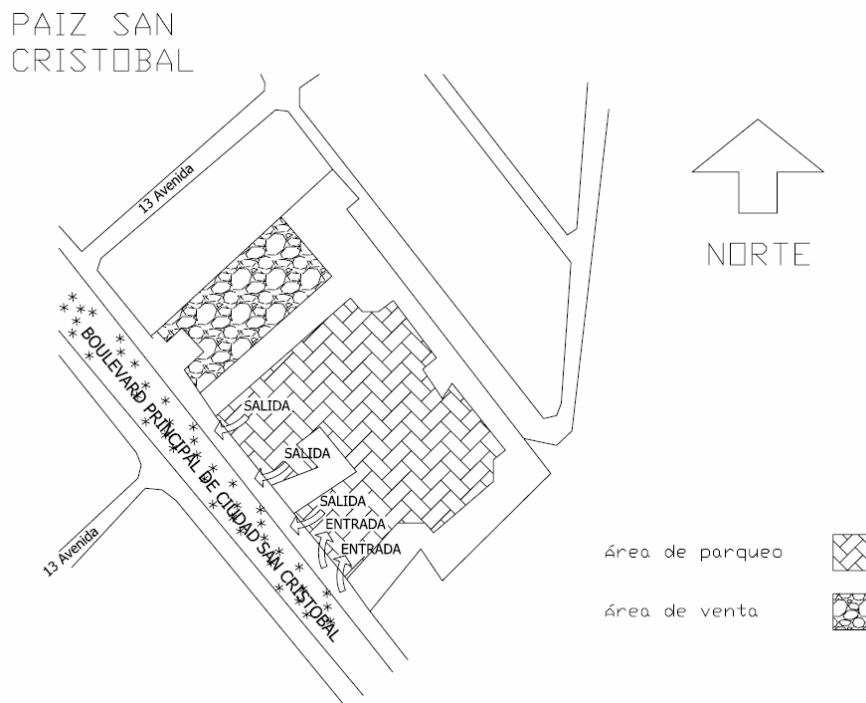 PAIZ SAN
CRISTOBAL
13 Avenida
NORTE
BOULEVARD PRINCIPAL DE CIUDAD SAN CRISTOBAL
SALIDA
SALIDA
SALIDA
ENTRADA
ENTRADA
13 Avenida
área de parqueo
área de venta